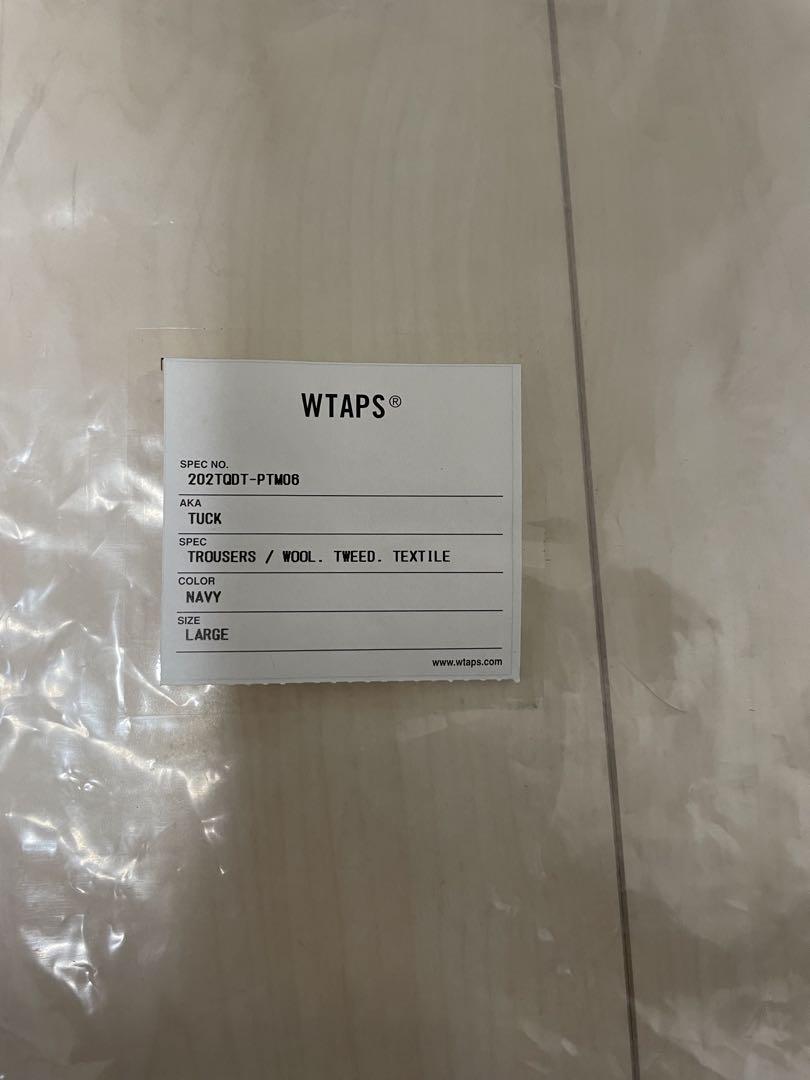 WTAPS®
SPEC NO.
202TQDT-PTM06
AKA
TUCK
SPEC
TROUSERS / WOOL. TWEED. TEXTILE
COLOR
NAVY
SIZE
LARGE
www.wtaps.com